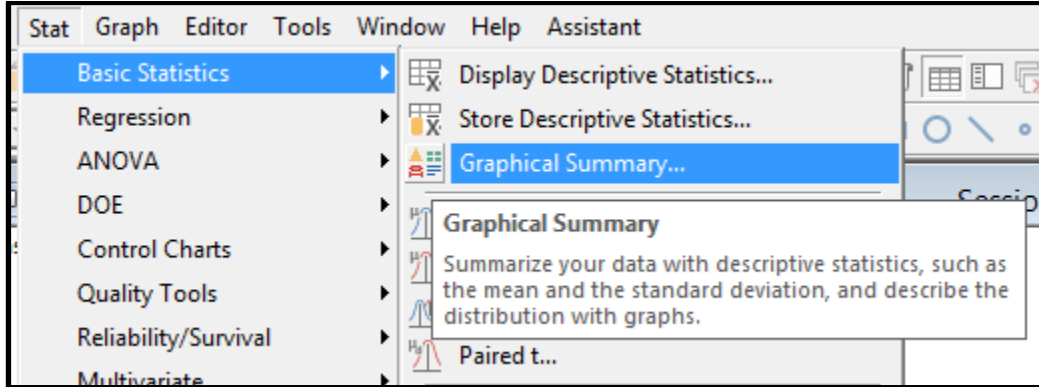 Stat Graph Editor Tools Window Help Assistant
Basic Statistics
Regression
ANOVA
DOE
Control Charts
Quality Tools
Reliability/Survival
Multivariate
Display Descriptive Statistics...
Store Descriptive Statistics...
Graphical Summary...
Graphical Summary
Summarize your data with descriptive statistics, such as
the mean and the standard deviation, and describe the
distribution with graphs.
Paired t...